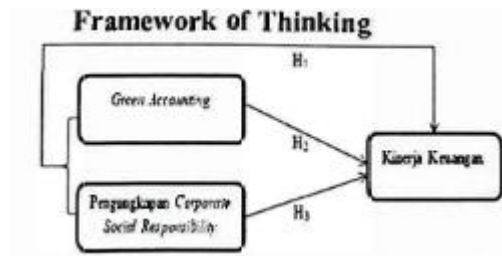 Framework of Thinking
H₁
Green Accounting
H₂
Kinerja Keuangan
Pengungkapan Corporate
Social Responsibility
H₃